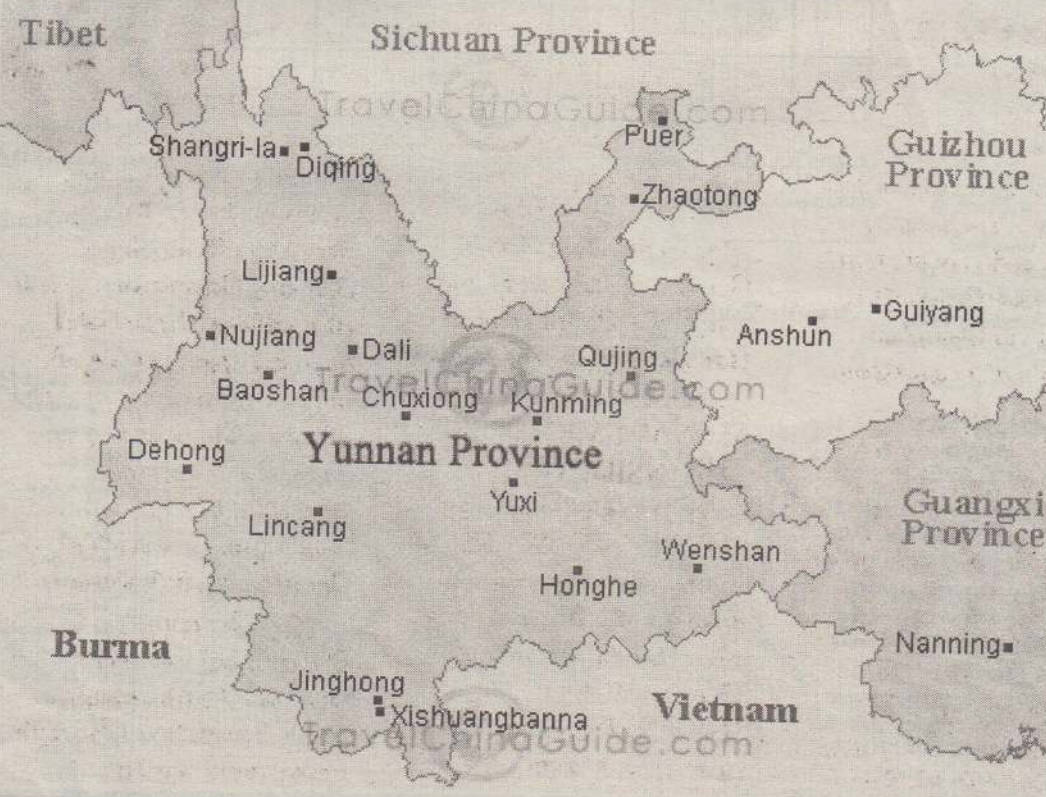 Tibet
Sichuan Province
TravelChinaGuide.com
Puer
Guizhou
Province
Shangri-la
Diqing
Zhaotong
Lijiang
Guiyang
Anshun
Nujiang
Dali
Qujing
Baoshan
TravelChinaGuide.com
Chuxiong
Kunming
Dehong
Yunnan Province
Yuxi
Guangxi
Province
Lincang
Wenshan
Honghe
Burma
Nanning
Jinghong
Vietnam
Xishuangbanna
TravelChinaGuide.com